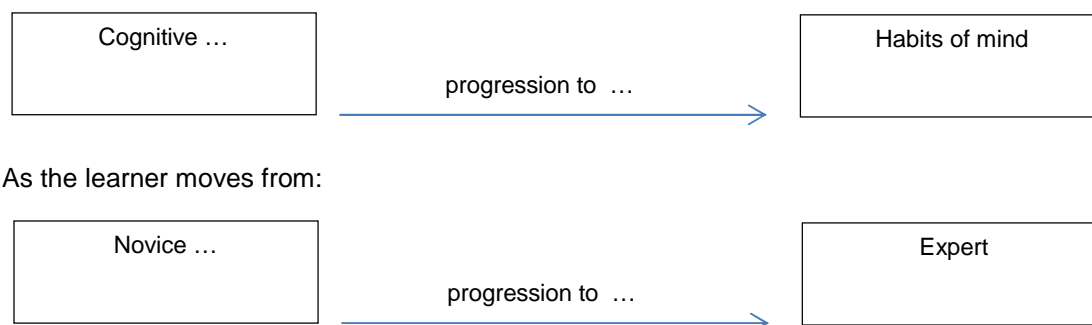 Cognitive …
Habits of mind
progression to …
As the learner moves from:
Novice …
Expert
progression to …